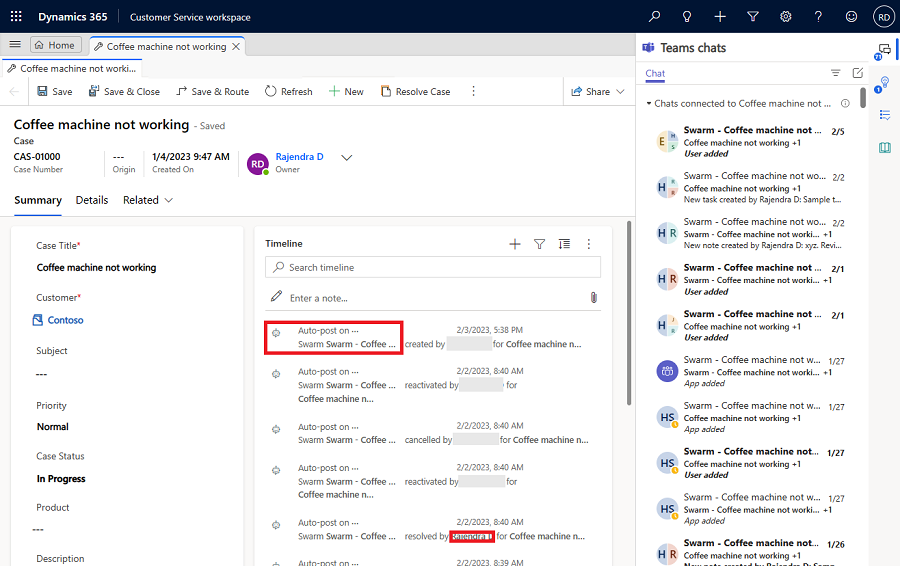 Dynamics 365 Customer Service workspace RD
Home Coffee machine not working
Coffee machine not worki...
Save Save & Close Save & Route Refresh New Resolve Case Share
Coffee machine not working - Saved
Case
CAS-01000 --- 1/4/2023 9:47 AM RD Rajendra D
Case Number Origin Created On Owner
Summary Details Related
Case Title*
Coffee machine not working
Customer*
Contoso
Subject
---
Priority
Normal
Case Status
In Progress
Product
---
Description
Timeline
Search timeline
Enter a note...
Auto-post on ··· 2/3/2023, 5:38 PM
Swarm Swarm - Coffee ... created by for Coffee machine n...
Auto-post on ··· 2/2/2023, 8:40 AM
Swarm Swarm - Coffee ... reactivated by for
Coffee machine n...
Auto-post on ··· 2/2/2023, 8:40 AM
Swarm Swarm - Coffee ... cancelled by for Coffee machine n...
Auto-post on ··· 2/2/2023, 8:40 AM
Swarm Swarm - Coffee ... reactivated by for
Coffee machine n...
Auto-post on ··· 2/2/2023, 8:40 AM
Swarm Swarm - Coffee ... resolved by for Coffee machine n...
Auto-post on ··· 2/2/2023, 8:39 AM
Teams chats
Chat
Chats connected to Coffee machine not ...
E H S Swarm - Coffee machine not ... 2/5
Coffee machine not working +1
User added
H R R Swarm - Coffee machine not wo... 2/2
Coffee machine not working +1
New task created by Rajendra D: Sample t...
H R Swarm - Coffee machine not wo... 2/2
Swarm - Coffee machine not worki... +1
New note created by Rajendra D: xyz. Revi...
H R Swarm - Coffee machine not ... 2/1
Swarm - Coffee machine not worki... +1
User added
H Swarm - Coffee machine not ... 2/1
Coffee machine not working +1
User added
Swarm - Coffee machine not w... 1/27
Swarm - Coffee machine not worki... +1
App added
HS Swarm - Coffee machine not w... 1/27
Coffee machine not working +1
App added
HS Swarm - Coffee machine not ... 1/27
Coffee machine not working +1
User added
HS Swarm - Coffee machine not w... 1/27
Swarm - Coffee machine not worki... +1
App added
H R Swarm - Coffee machine not ... 1/26
Coffee machine not working +1
71
1